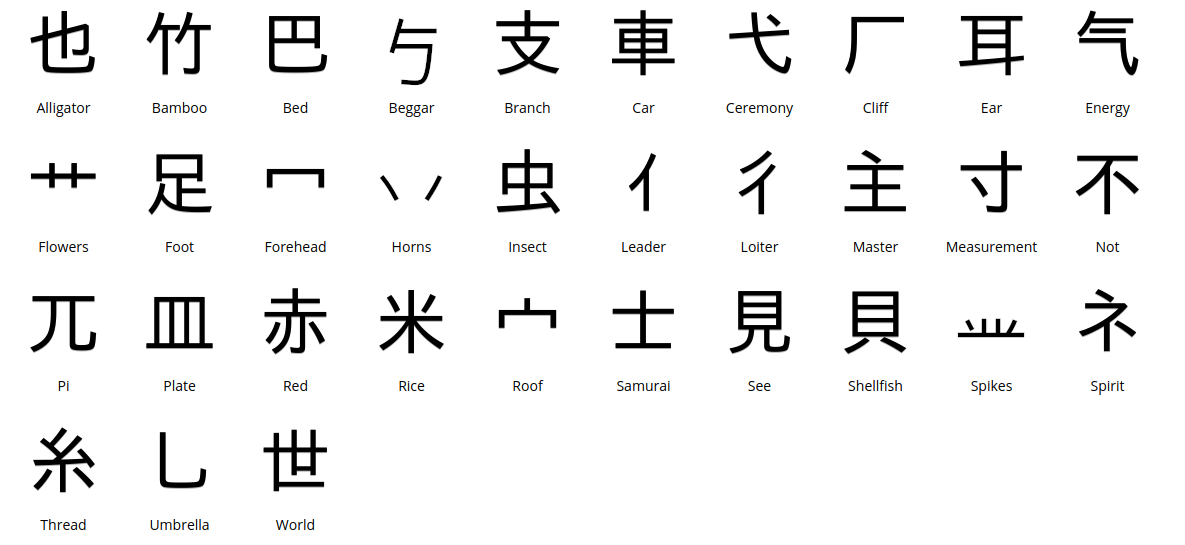 也 竹 巴 丂 支 車 弋 厂 耳 气
Alligator Bamboo Bed Beggar Branch Car Ceremony Cliff Ear Energy
艹 足 冖 丷 虫 亻 彳 主 寸 不
Flowers Foot Forehead Horns Insect Leader Loiter Master Measurement Not
兀 皿 赤 米 宀 士 見 貝 ⺌ ネ
Pi Plate Red Rice Roof Samurai See Shellfish Spikes Spirit
糸 乚 世
Thread Umbrella World